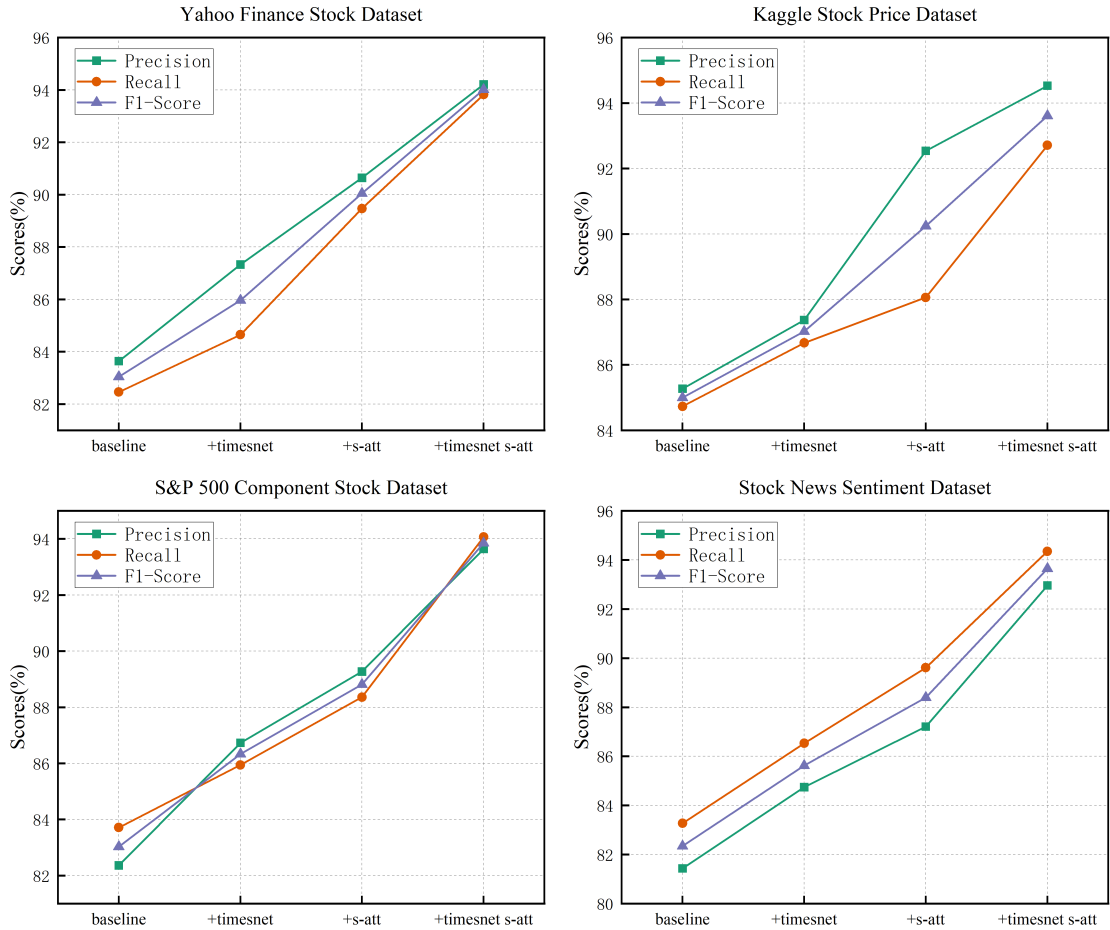 Yahoo Finance Stock Dataset
96
94
92
90
88
86
84
82
Scores(%)
Precision
Recall
F1-Score
baseline
+timesnet
+s-att
+timesnet s-att
Kaggle Stock Price Dataset
96
94
92
90
88
86
84
Scores(%)
Precision
Recall
F1-Score
baseline
+timesnet
+s-att
+timesnet s-att
S&P 500 Component Stock Dataset
94
92
90
88
86
84
82
Scores(%)
Precision
Recall
F1-Score
baseline
+timesnet
+s-att
+timesnet s-att
Stock News Sentiment Dataset
96
94
92
90
88
86
84
82
80
Scores(%)
Precision
Recall
F1-Score
baseline
+timesnet
+s-att
+timesnet s-att